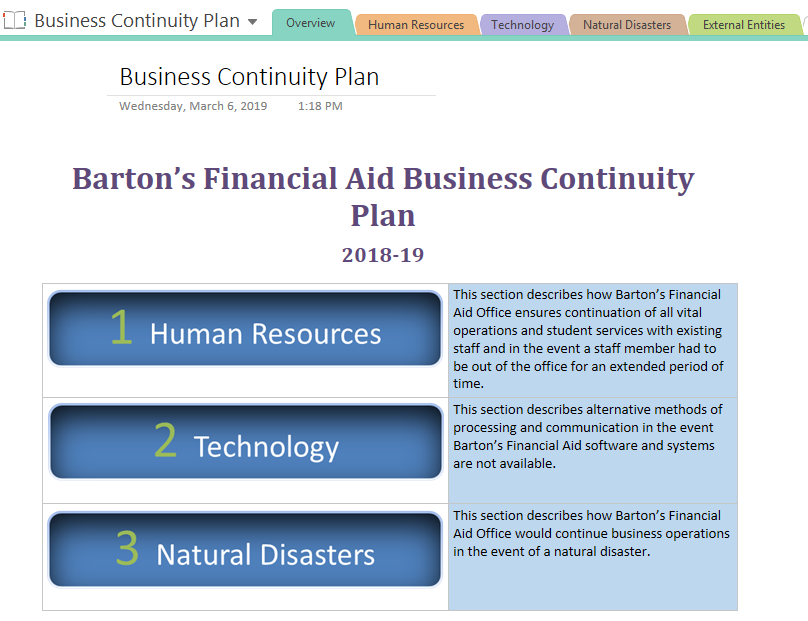 Business Continuity Plan
Overview
Human Resources
Technology
Natural Disasters
External Entities
Business Continuity Plan
Wednesday, March 6, 2019 1:18 PM
Barton’s Financial Aid Business Continuity
Plan
2018-19
1 Human Resources
This section describes how Barton’s Financial
Aid Office ensures continuation of all vital
operations and student services with existing
staff and in the event a staff member had to
be out of the office for an extended period of
time.
2 Technology
This section describes alternative methods of
processing and communication in the event
Barton’s Financial Aid software and systems
are not available.
3 Natural Disasters
This section describes how Barton’s Financial
Aid Office would continue business operations
in the event of a natural disaster.